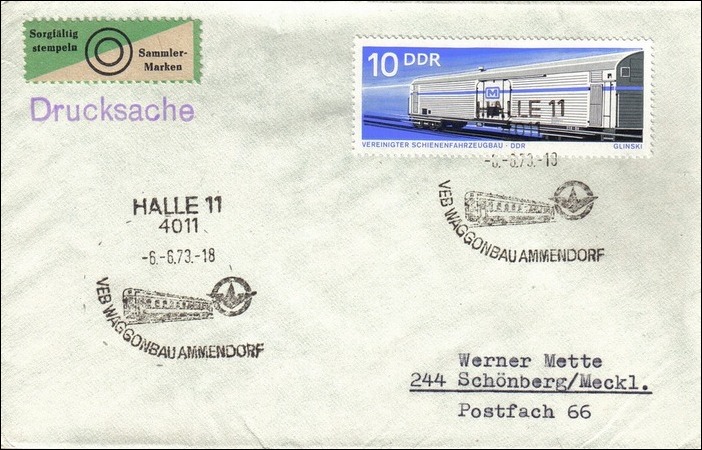 Sorgfältig
stempeln
Sammler-
Marken
Drucksache
10 DDR
M
HALLE 11
4011
VEREINIGTER SCHIENENFAHRZEUGBAU · DDR
GLINSKI
-6.-6.73.-18
VEB WAGGONBAU AMMENDORF
HALLE 11
4011
-6.-6.73.-18
VEB WAGGONBAU AMMENDORF
Werner Mette
244 Schönberg/Meckl.
Postfach 66